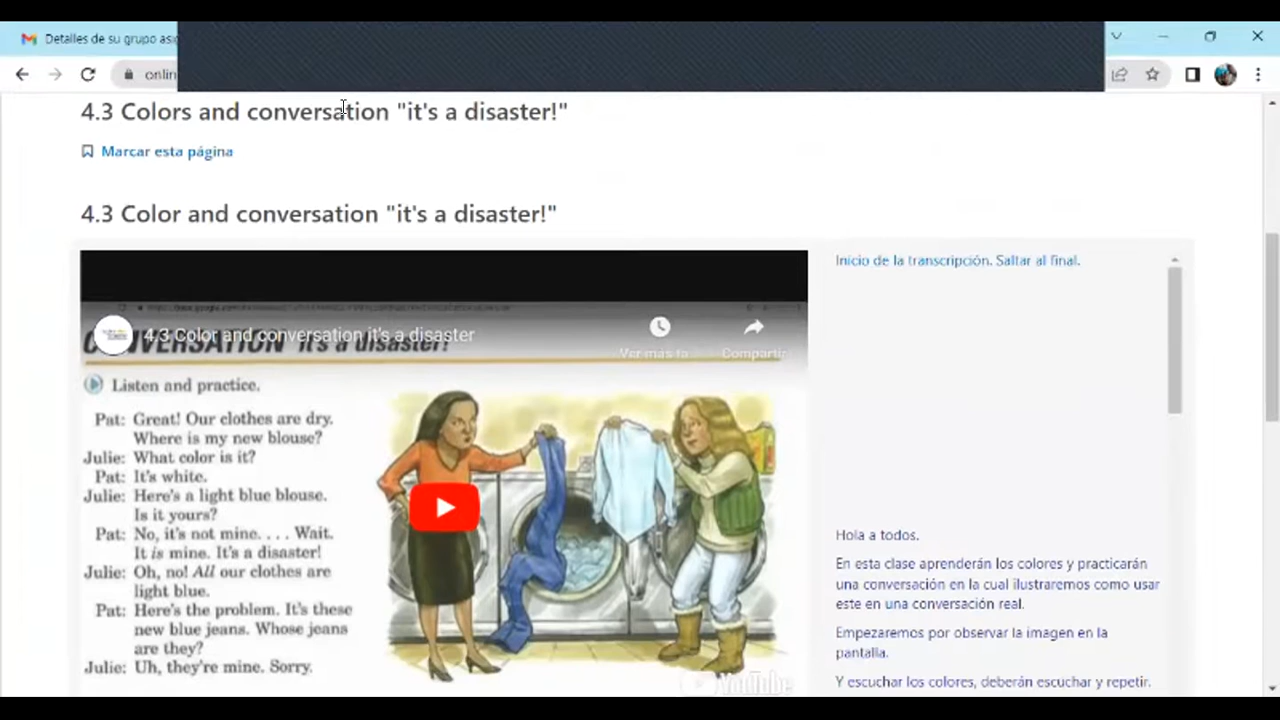 Detalles de su grupo asi
onlin
4.3 Colors and conversation "it's a disaster!"
Marcar esta página
4.3 Color and conversation "it's a disaster!"
4.3 Color and conversation it's a disaster
Ver más ta
Compartir
CONVERSATION It's a disaster!
Listen and practice.
Pat: Great! Our clothes are dry.
Where is my new blouse?
Julie: What color is it?
Pat: It's white.
Julie: Here's a light blue blouse.
Is it yours?
Pat: No, it's not mine. . . . Wait.
It is mine. It's a disaster!
Julie: Oh, no! All our clothes are
light blue.
Pat: Here's the problem. It's these
new blue jeans. Whose jeans
are they?
Julie: Uh, they're mine. Sorry.
YouTube
Inicio de la transcripción. Saltar al final.
Hola a todos.
En esta clase aprenderán los colores y practicarán
una conversación en la cual ilustraremos como usar
este en una conversación real.
Empezaremos por observar la imagen en la
pantalla.
Y escuchar los colores, deberán escuchar y repetir.